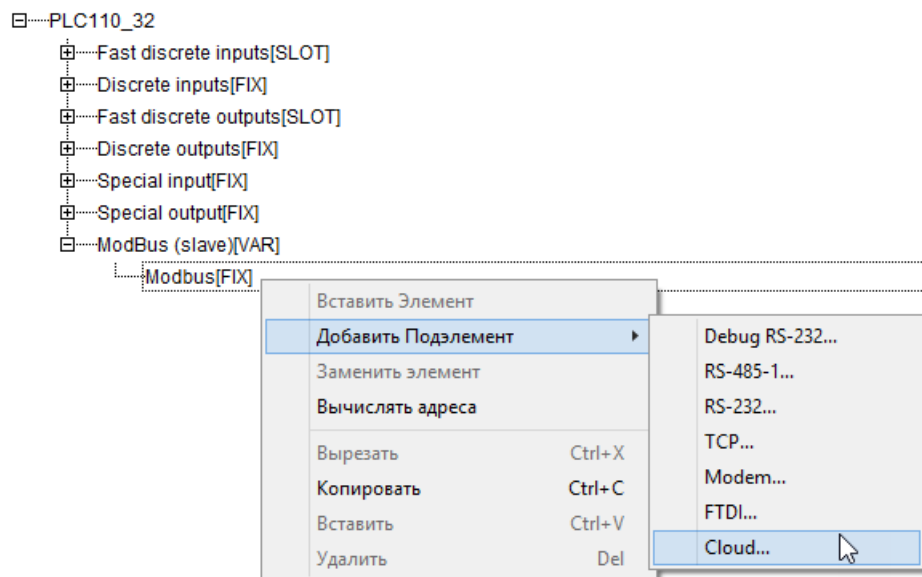 PLC110_32
Fast discrete inputs[SLOT]
Discrete inputs[FIX]
Fast discrete outputs[SLOT]
Discrete outputs[FIX]
Special input[FIX]
Special output[FIX]
ModBus (slave)[VAR]
Modbus[FIX]
Вставить Элемент
Добавить Подэлемент
Заменить элемент
Вычислять адреса
Вырезать Ctrl+X
Копировать Ctrl+C
Вставить Ctrl+V
Удалить Del
Debug RS-232...
RS-485-1...
RS-232...
TCP...
Modem...
FTDI...
Cloud...